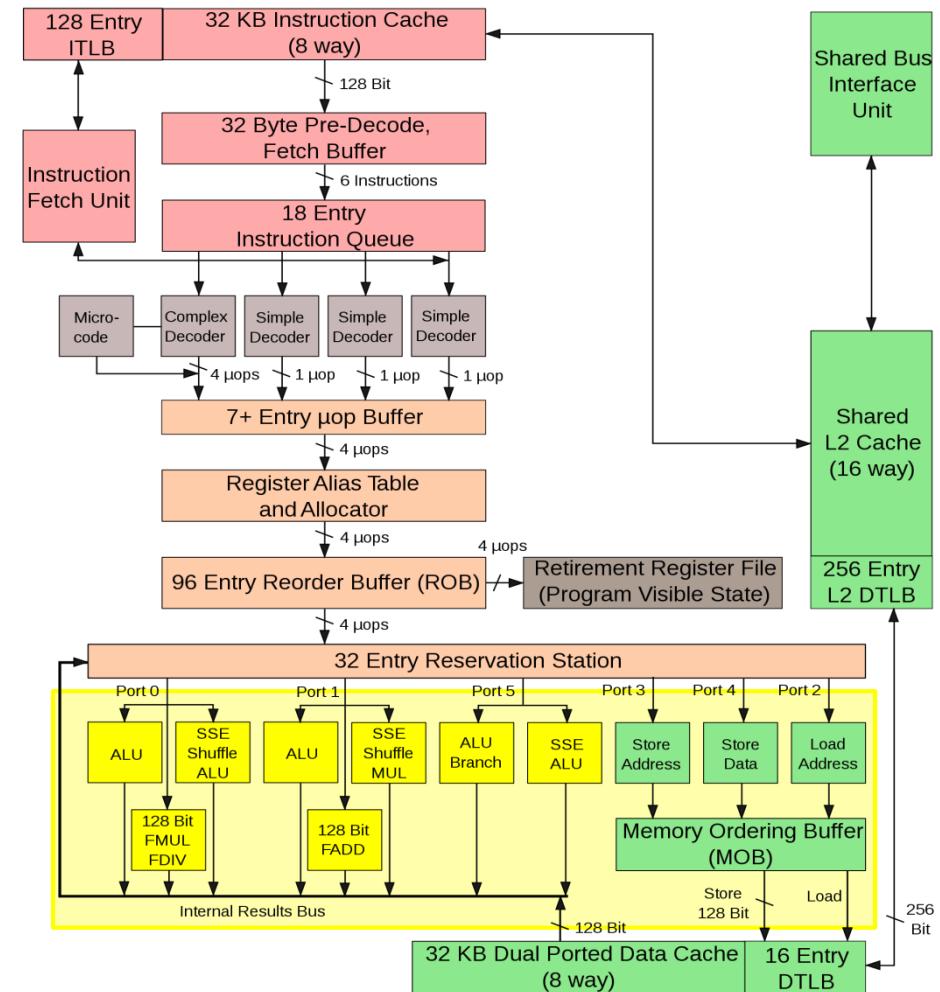 128 Entry
ITLB
32 KB Instruction Cache
(8 way)
128 Bit
32 Byte Pre-Decode,
Fetch Buffer
Instruction
Fetch Unit
6 Instructions
18 Entry
Instruction Queue
Micro-
code
Complex
Decoder
Simple
Decoder
Simple
Decoder
Simple
Decoder
4 µops
1 µop
1 µop
1 µop
7+ Entry µop Buffer
4 µops
Register Alias Table
and Allocator
4 µops
4 µops
96 Entry Reorder Buffer (ROB)
Retirement Register File
(Program Visible State)
4 µops
Shared Bus
Interface
Unit
Shared
L2 Cache
(16 way)
256 Entry
L2 DTLB
32 Entry Reservation Station
Port 0
Port 1
Port 5
Port 3
Port 4
Port 2
ALU
SSE
Shuffle
ALU
ALU
SSE
Shuffle
MUL
ALU
Branch
SSE
ALU
Store
Address
Store
Data
Load
Address
128 Bit
FMUL
FDIV
128 Bit
FADD
Memory Ordering Buffer
(MOB)
Internal Results Bus
Store
128 Bit
Load
128 Bit
256
Bit
32 KB Dual Ported Data Cache
(8 way)
16 Entry
DTLB